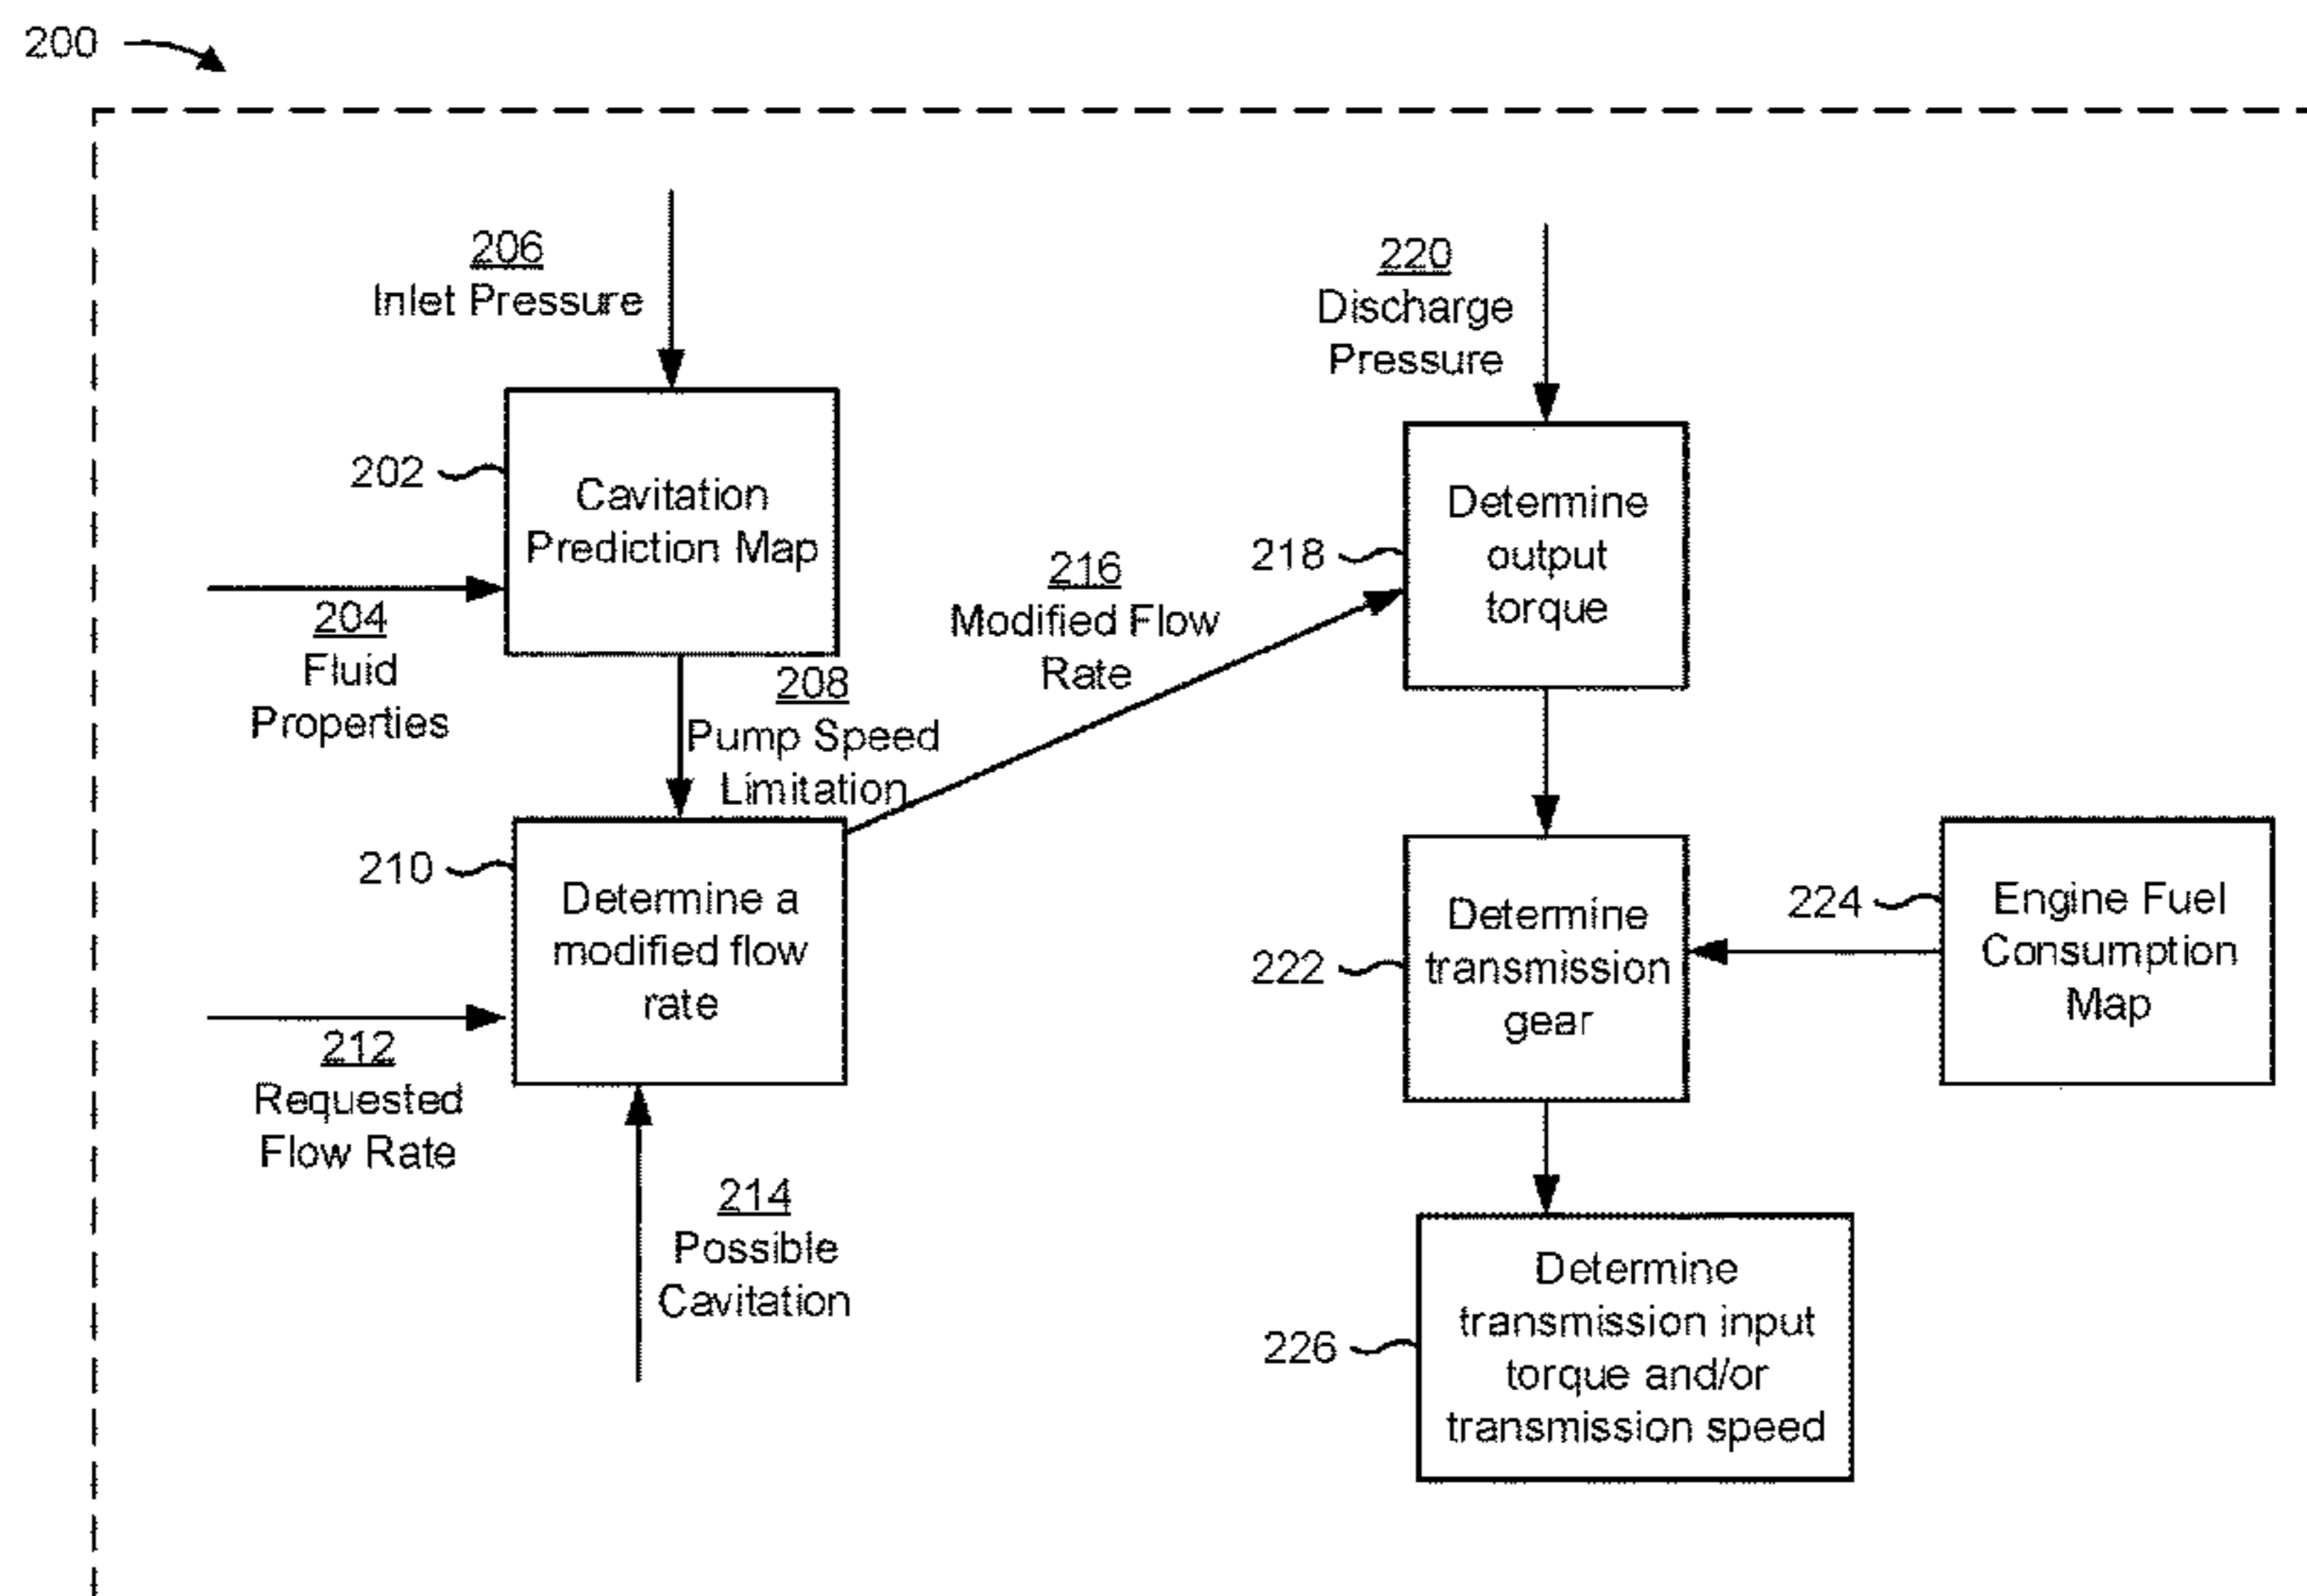 200
206
Inlet Pressure
202
Cavitation
Prediction Map
204
Fluid
Properties
208
Pump Speed
Limitation
210
Determine a
modified flow
rate
212
Requested
Flow Rate
214
Possible
Cavitation
216
Modified Flow
Rate
220
Discharge
Pressure
218
Determine
output
torque
222
Determine
transmission
gear
224
Engine Fuel
Consumption
Map
226
Determine
transmission input
torque and/or
transmission speed